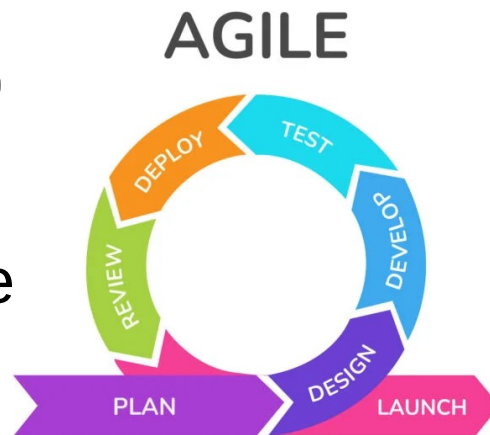 AGILE
DEPLOY
TEST
DEVELOP
REVIEW
DESIGN
PLAN
LAUNCH
e